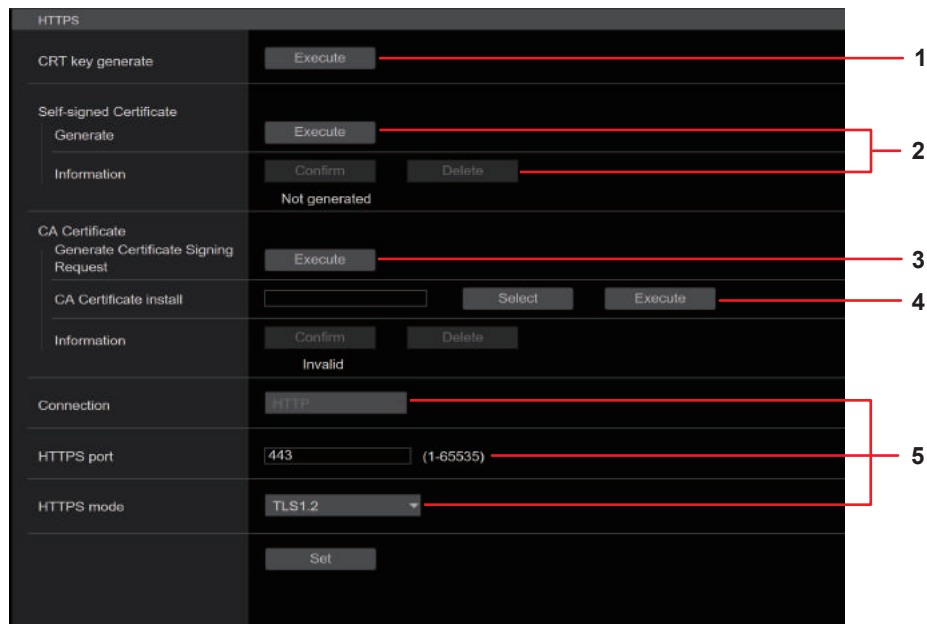 HTTPS
CRT key generate
Execute
1
Self-signed Certificate
Generate
Execute
2
Information
Confirm
Delete
Not generated
CA Certificate
Generate Certificate Signing
Request
Execute
3
CA Certificate install
Select
Execute
4
Information
Confirm
Delete
Invalid
Connection
HTTP
HTTPS port
443
(1-65535)
5
HTTPS mode
TLS1.2
Set